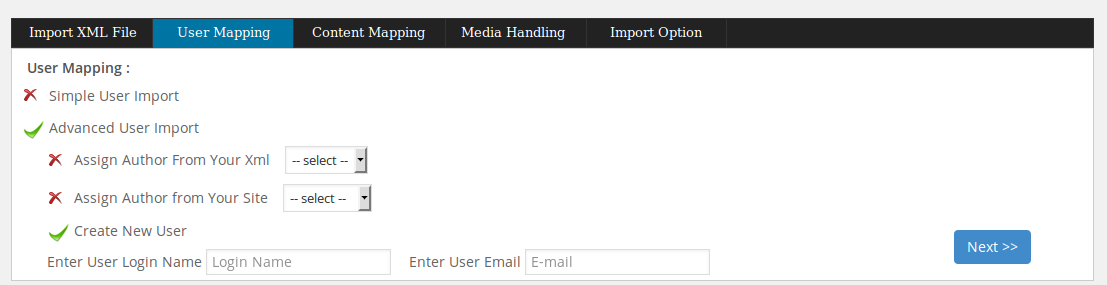 Import XML File User Mapping Content Mapping Media Handling Import Option
User Mapping :
Simple User Import
Advanced User Import
Assign Author From Your Xml -- select --
Assign Author from Your Site -- select --
Create New User
Next >>
Enter User Login Name Login Name Enter User Email E-mail